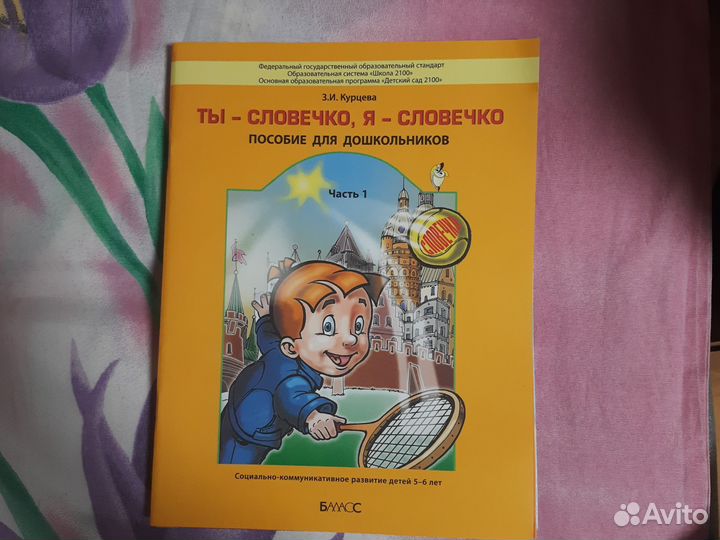 Федеральный государственный образовательный стандарт
Образовательная система «Школа 2100»
Основная образовательная программа «Детский сад 2100»
З.И. Курцева
ТЫ – СЛОВЕЧКО, Я – СЛОВЕЧКО
ПОСОБИЕ ДЛЯ ДОШКОЛЬНИКОВ
Часть 1
СЛОВЕЧКО
Социально-коммуникативное развитие детей 5–6 лет
БАЛАСС
Avito